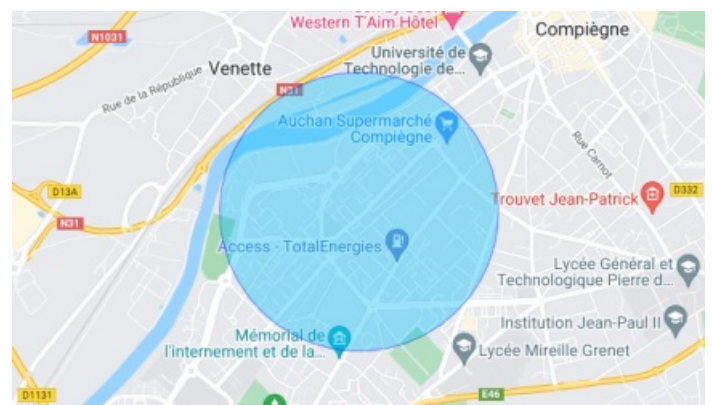 Western T'Aim Hôtel
N1031
Compiègne
Université de
Technologie de...
Venette
Rue de la République
N31
Auchan Supermarché
Compiègne
Rue Carnot
D13A
Trouvet Jean-Patrick
D332
N31
Access - TotalEnergies
Lycée Général et
Technologique Pierre d...
Institution Jean-Paul II
Mémorial de
l'internement et de la...
Lycée Mireille Grenet
D1131
E46